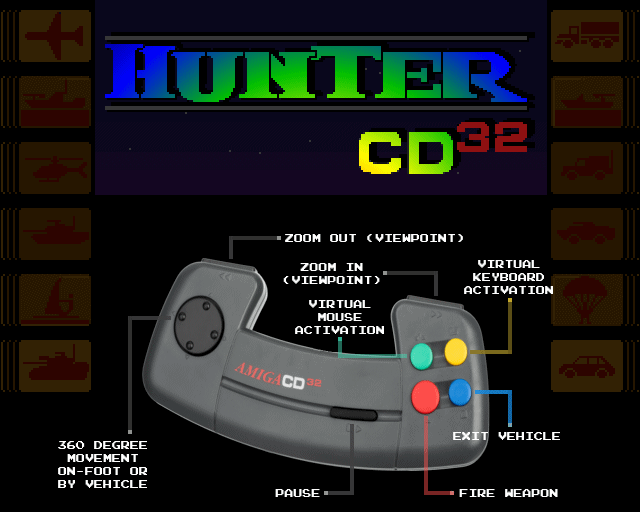 HUNTER
CD32
ZOOM OUT (VIEWPOINT)
ZOOM IN
(VIEWPOINT)
VIRTUAL
KEYBOARD
ACTIVATION
VIRTUAL
MOUSE
ACTIVATION
AMIGA CD32
EXIT VEHICLE
360 DEGREE
MOVEMENT
ON-FOOT OR
BY VEHICLE
PAUSE
FIRE WEAPON